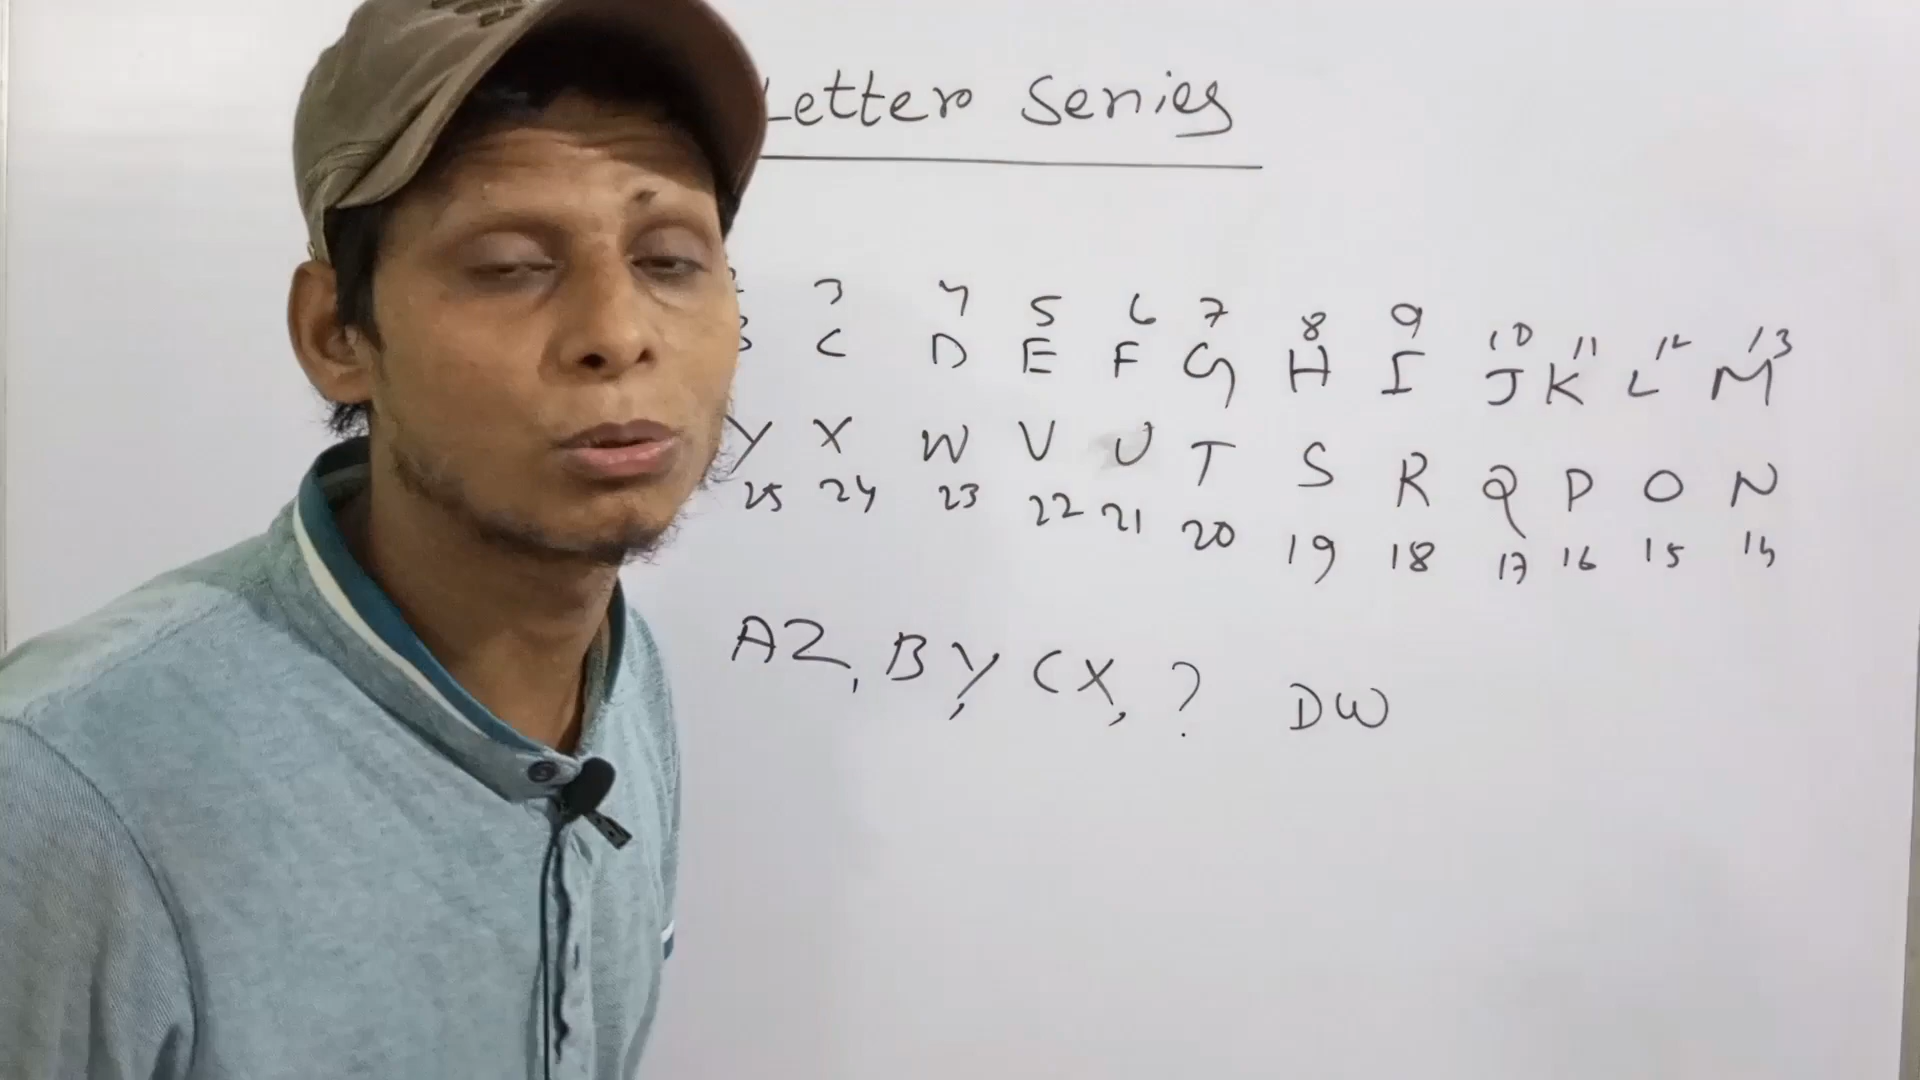 Letter Series
3 4 5 6 7 8 9 10 11 12 13
C D E F G H I J K L M
Y X W V U T S R Q P O N
25 24 23 22 21 20 19 18 17 16 15 14
AZ, BY, CX, ? DW